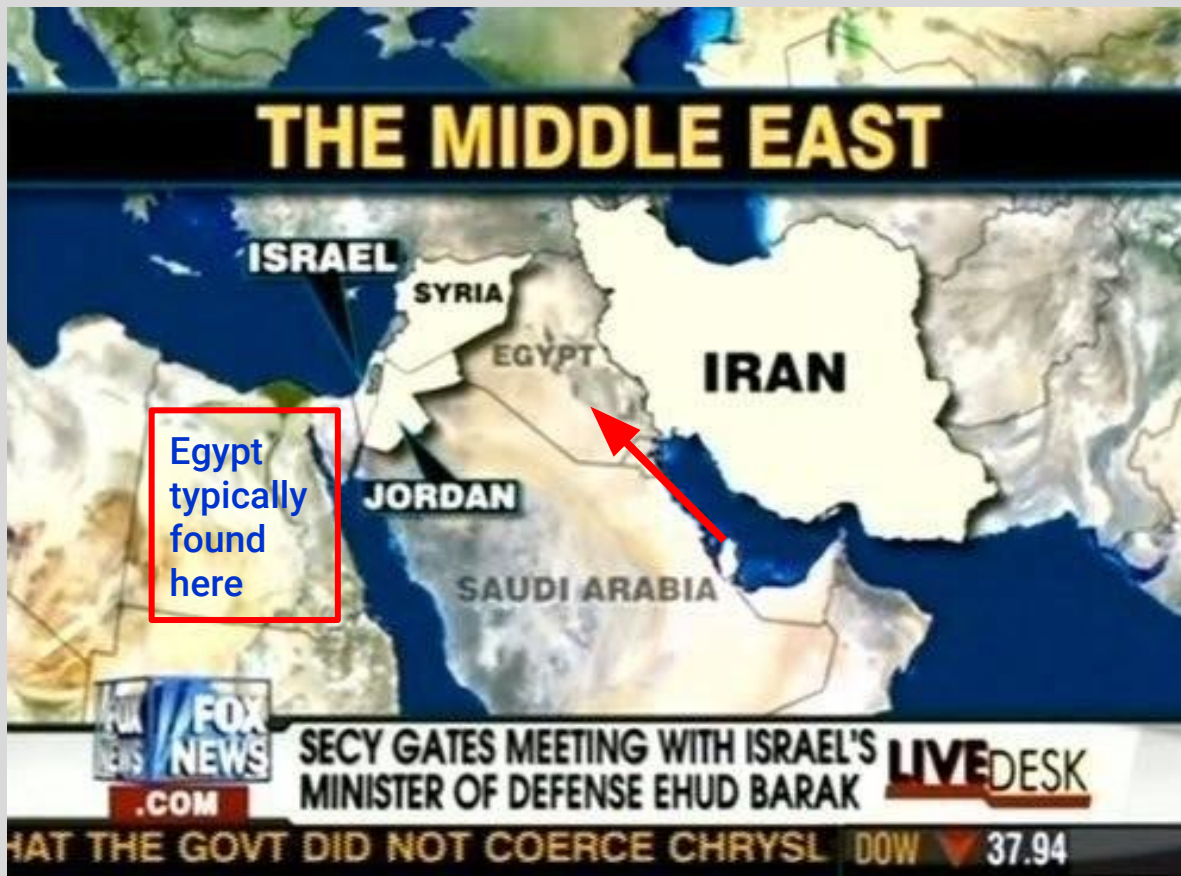 THE MIDDLE EAST
ISRAEL
SYRIA
EGYPT
IRAN
Egypt
typically
found
here
JORDAN
SAUDI ARABIA
FOX
NEWS
FOX
NEWS
.COM
SECY GATES MEETING WITH ISRAEL'S
MINISTER OF DEFENSE EHUD BARAK
LIVEDESK
HAT THE GOVT DID NOT COERCE CHRYSL
DOW 37.94